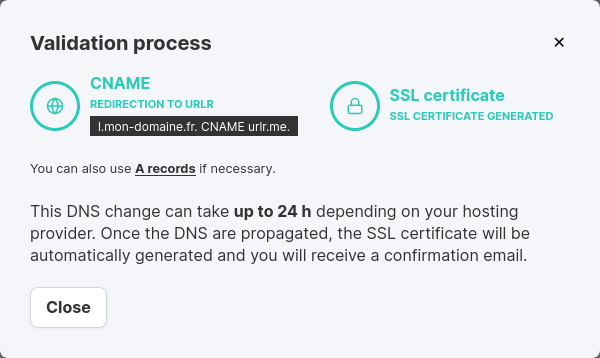 Validation process
CNAME
REDIRECTION TO URLR
l.mon-domaine.fr. CNAME urlr.me.
SSL certificate
SSL CERTIFICATE GENERATED
You can also use A records if necessary.
This DNS change can take up to 24 h depending on your hosting
provider. Once the DNS are propagated, the SSL certificate will be
automatically generated and you will receive a confirmation email.
Close